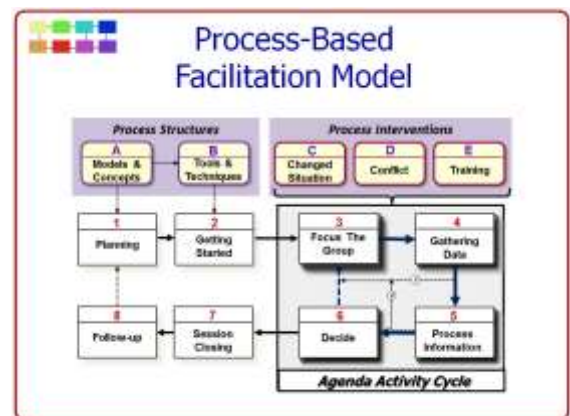 Process-Based
Facilitation Model
Process Structures
Process Interventions
A
Models &
Concepts
B
Tools &
Techniques
C
Changed
Situation
D
Conflict
E
Training
1
Planning
2
Getting
Started
3
Focus The
Group
4
Gathering
Data
8
Follow-up
7
Session
Closing
6
Decide
5
Process
Information
Agenda Activity Cycle